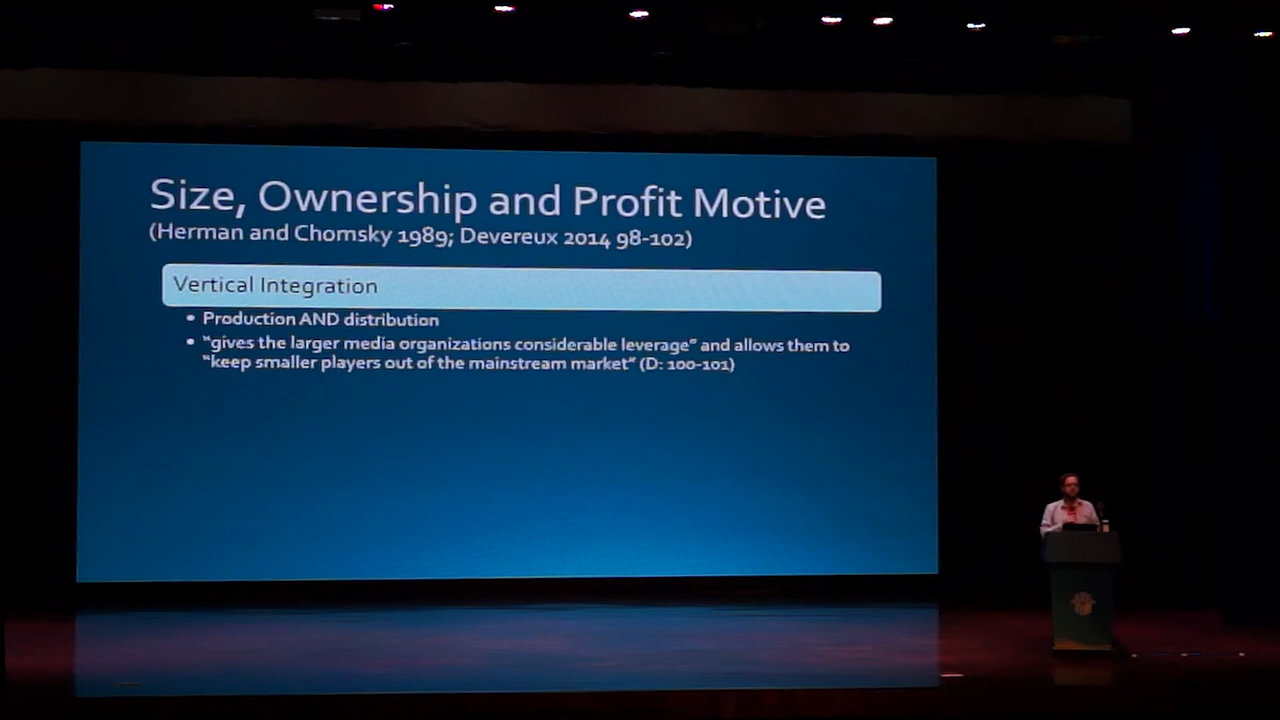 Size, Ownership and Profit Motive
(Herman and Chomsky 1989; Devereux 2014 98-102)
Vertical Integration
• Production AND distribution
• "gives the larger media organizations considerable leverage" and allows them to
"keep smaller players out of the mainstream market" (D: 100-101)